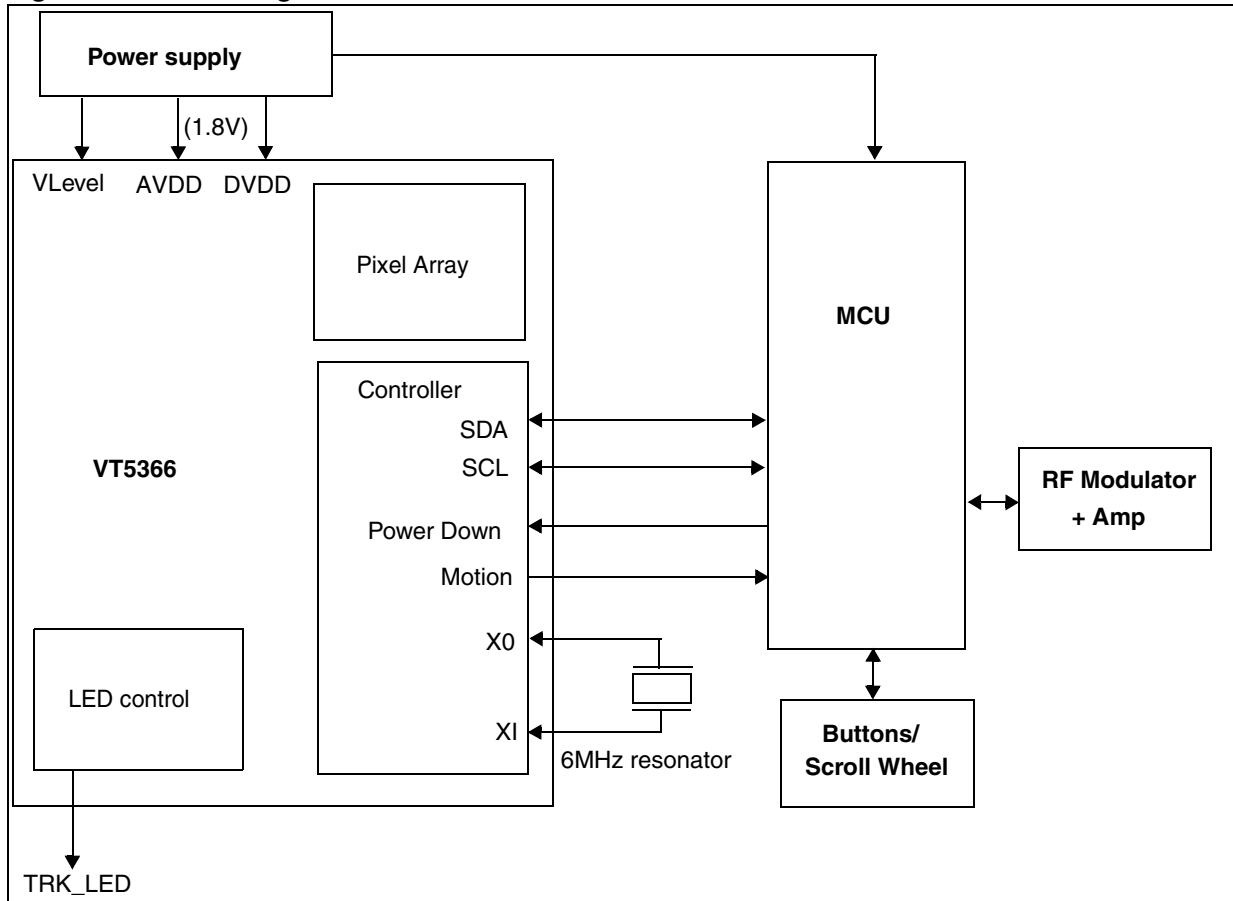 Power supply
(1.8V)
VLevel AVDD DVDD
Pixel Array
MCU
Controller
SDA
SCL
VT5366
RF Modulator
+ Amp
Power Down
Motion
X0
LED control
XI
6MHz resonator
Buttons/
Scroll Wheel
TRK_LED